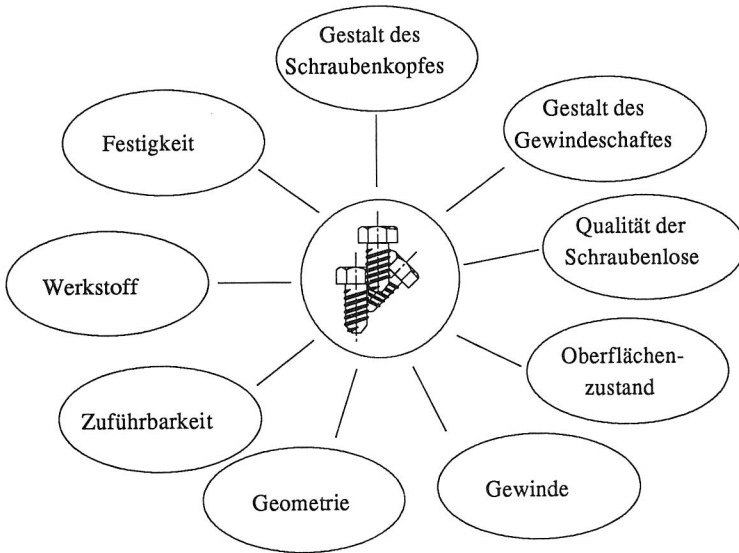 Gestalt des
Schraubenkopfes
Gestalt des
Gewindeschaftes
Festigkeit
Qualität der
Schraubenlose
Werkstoff
Oberflächen-
zustand
Zuführbarkeit
Gewinde
Geometrie